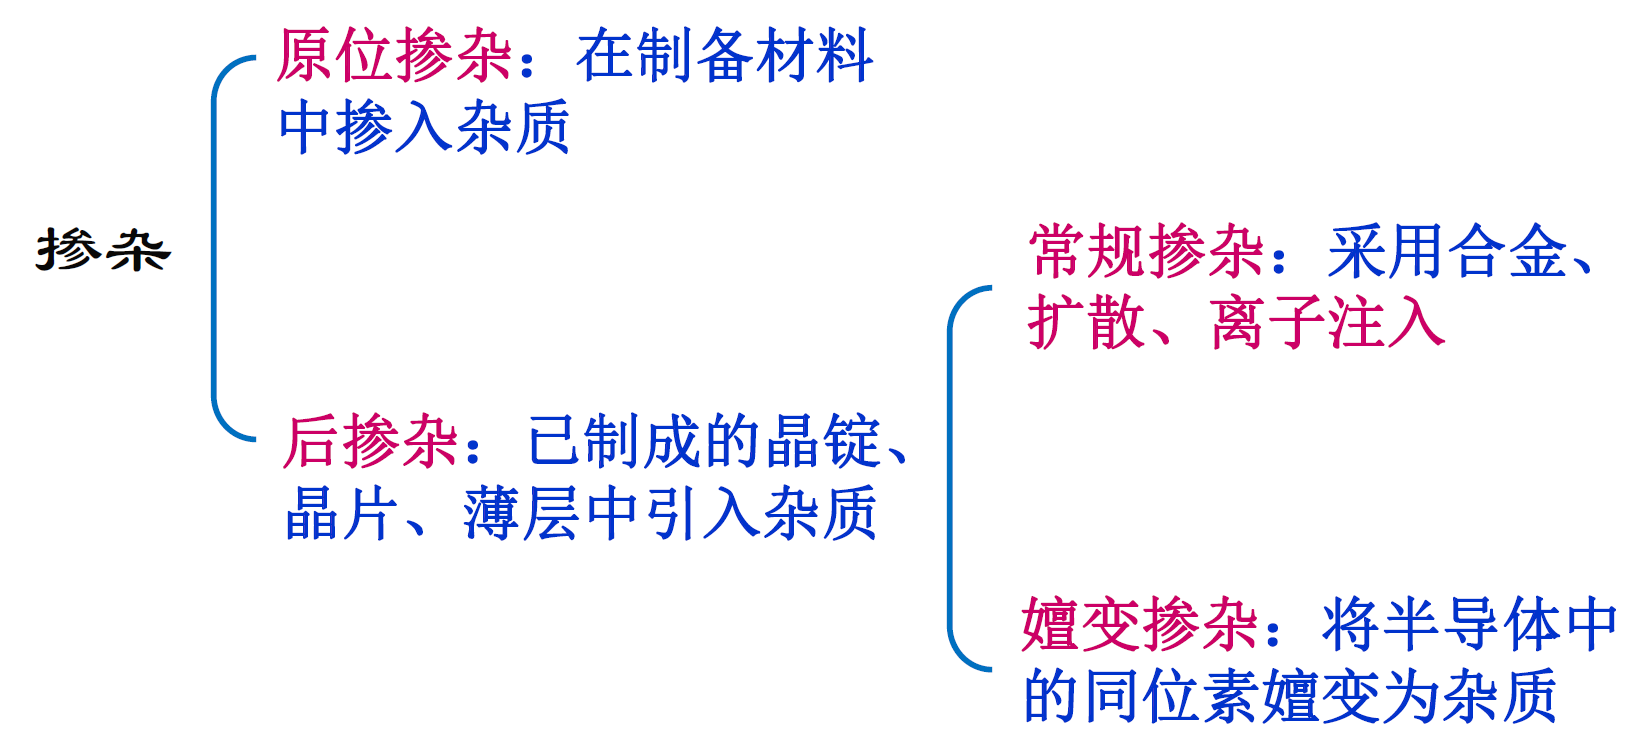 掺杂
原位掺杂：在制备材料
中掺入杂质
后掺杂：已制成的晶锭、
晶片、薄层中引入杂质
常规掺杂：采用合金、
扩散、离子注入
嬗变掺杂：将半导体中
的同位素嬗变为杂质